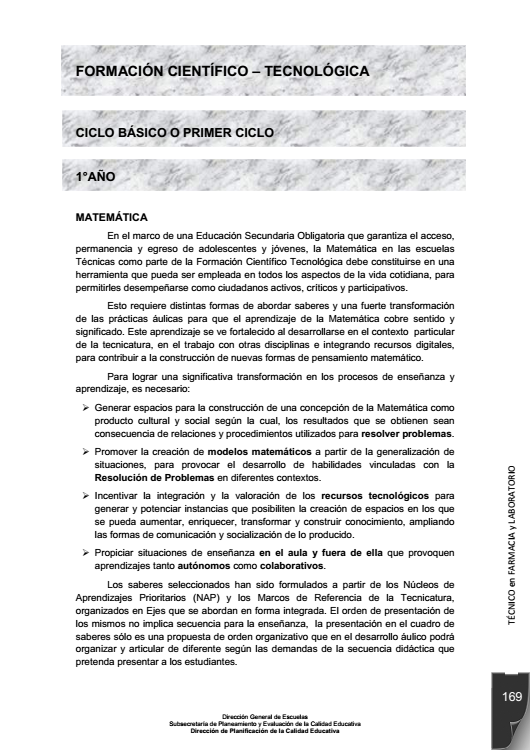 FORMACIÓN CIENTÍFICO – TECNOLÓGICA
CICLO BÁSICO O PRIMER CICLO
1°AÑO
MATEMÁTICA
En el marco de una Educación Secundaria Obligatoria que garantiza el acceso,
permanencia y egreso de adolescentes y jóvenes, la Matemática en las escuelas
Técnicas como parte de la Formación Científico Tecnológica debe constituirse en una
herramienta que pueda ser empleada en todos los aspectos de la vida cotidiana, para
permitirles desempeñarse como ciudadanos activos, críticos y participativos.
Esto requiere distintas formas de abordar saberes y una fuerte transformación
de las prácticas áulicas para que el aprendizaje de la Matemática cobre sentido y
significado. Este aprendizaje se ve fortalecido al desarrollarse en el contexto particular
de la tecnicatura, en el trabajo con otras disciplinas e integrando recursos digitales,
para contribuir a la construcción de nuevas formas de pensamiento matemático.
Para lograr una significativa transformación en los procesos de enseñanza y
aprendizaje, es necesario:
➢ Generar espacios para la construcción de una concepción de la Matemática como
producto cultural y social según la cual, los resultados que se obtienen sean
consecuencia de relaciones y procedimientos utilizados para resolver problemas.
➢ Promover la creación de modelos matemáticos a partir de la generalización de
situaciones, para provocar el desarrollo de habilidades vinculadas con la
Resolución de Problemas en diferentes contextos.
➢ Incentivar la integración y la valoración de los recursos tecnológicos para
generar y potenciar instancias que posibiliten la creación de espacios en los que
se pueda aumentar, enriquecer, transformar y construir conocimiento, ampliando
las formas de comunicación y socialización de lo producido.
➢ Propiciar situaciones de enseñanza en el aula y fuera de ella que provoquen
aprendizajes tanto autónomos como colaborativos.
Los saberes seleccionados han sido formulados a partir de los Núcleos de
Aprendizajes Prioritarios (NAP) y los Marcos de Referencia de la Tecnicatura,
organizados en Ejes que se abordan en forma integrada. El orden de presentación de
los mismos no implica secuencia para la enseñanza, la presentación en el cuadro de
saberes sólo es una propuesta de orden organizativo que en el desarrollo áulico podrá
organizar y articular de diferente según las demandas de la secuencia didáctica que
pretenda presentar a los estudiantes.
TÉCNICO en FARMACIA y LABORATORIO
169
Dirección General de Escuelas
Subsecretaría de Planeamiento y Evaluación de la Calidad Educativa
Dirección de Planificación de la Calidad Educativa